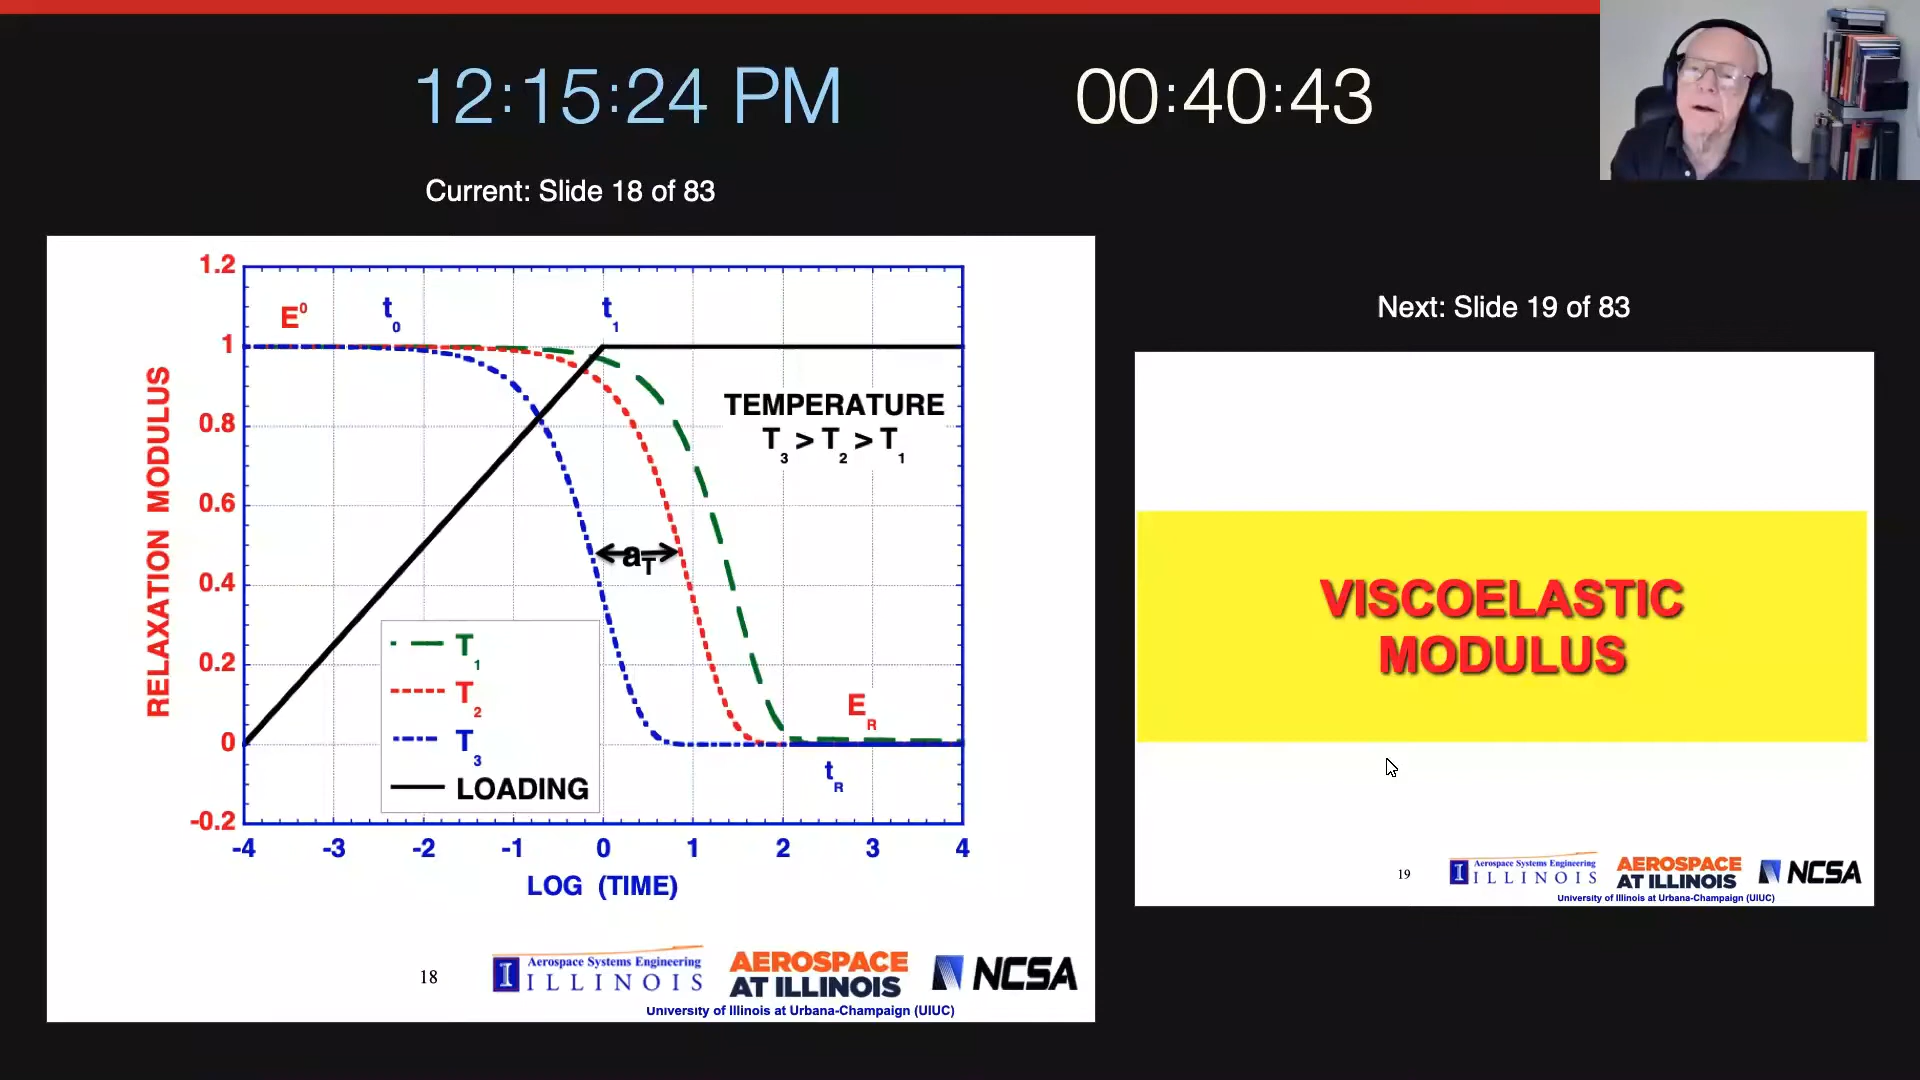 12:15:24 PM
00:40:43
Current: Slide 18 of 83
Next: Slide 19 of 83
1.2
1
0.8
0.6
0.4
0.2
0
-0.2
RELAXATION MODULUS
E⁰
t₀
t₁
TEMPERATURE
T₃ > T₂ > T₁
aT
T₁
T₂
T₃
LOADING
ER
tR
-4 -3 -2 -1 0 1 2 3 4
LOG (TIME)
18
I
Aerospace Systems Engineering
ILLINOIS
AEROSPACE
AT ILLINOIS
NCSA
University of Illinois at Urbana-Champaign (UIUC)
VISCOELASTIC
MODULUS
19
I
Aerospace Systems Engineering
ILLINOIS
AEROSPACE
AT ILLINOIS
NCSA
University of Illinois at Urbana-Champaign (UIUC)